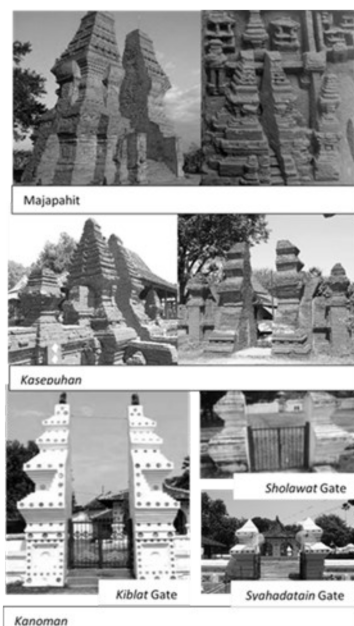 Majapahit
Kasepuhan
Sholawat Gate
Kiblat Gate
Syahadatain Gate
Kanoman